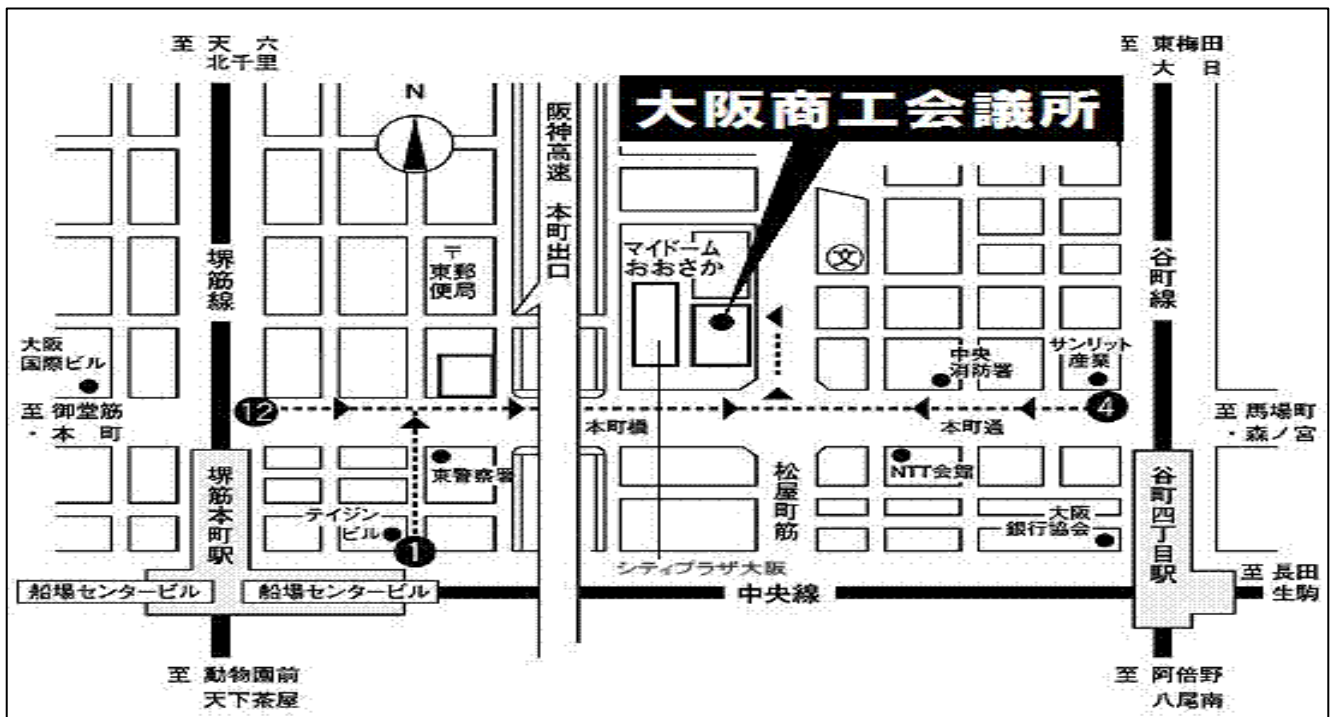 至 天 六
北千里
至 東梅田
大 日
N
大阪商工会議所
阪神高速 本町出口
堺筋線
〒
東郵
便局
マイドーム
おおさか
文
谷町線
大阪
国際ビル
中央
消防署
サンリット
産業
至 御堂筋
・本 町
12
4
至 馬場町
・森ノ宮
本町橋
本町通
堺筋本町駅
東警察署
松屋町筋
NTT会館
谷町四丁目駅
テイジン
ビル
1
大阪
銀行協会
シティプラザ大阪
至 長田
生駒
船場センタービル
船場センタービル
中央線
至 動物園前
天下茶屋
至 阿倍野
八尾南